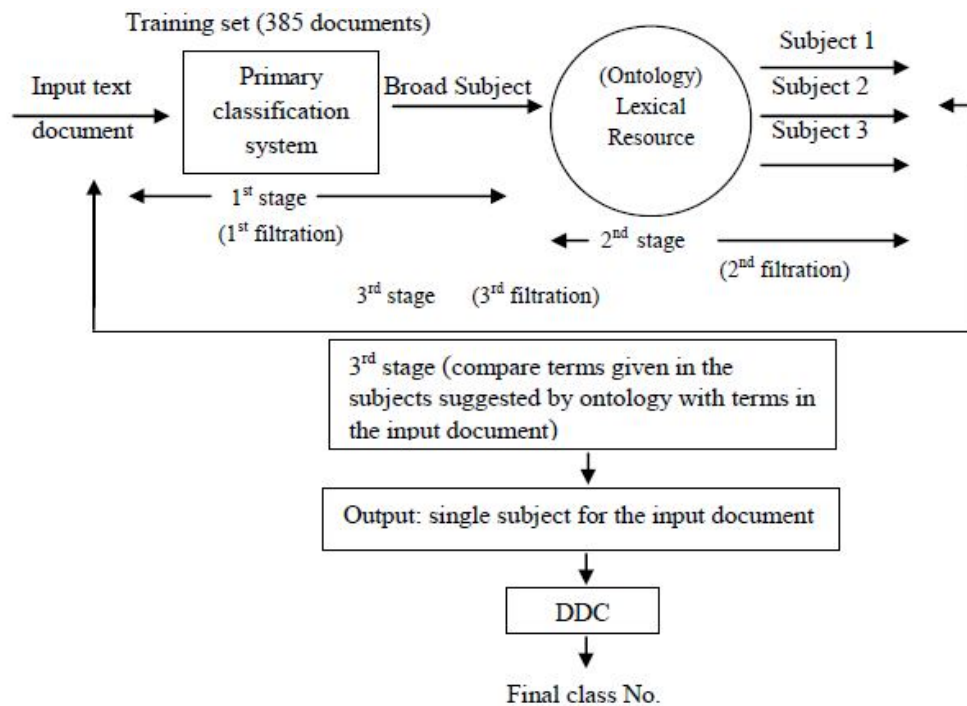 Training set (385 documents)
Input text
document
Primary
classification
system
Broad Subject
(Ontology)
Lexical
Resource
Subject 1
Subject 2
Subject 3
1st stage
(1st filtration)
2nd stage
(2nd filtration)
3rd stage (3rd filtration)
3rd stage (compare terms given in the
subjects suggested by ontology with terms in
the input document)
Output: single subject for the input document
DDC
Final class No.